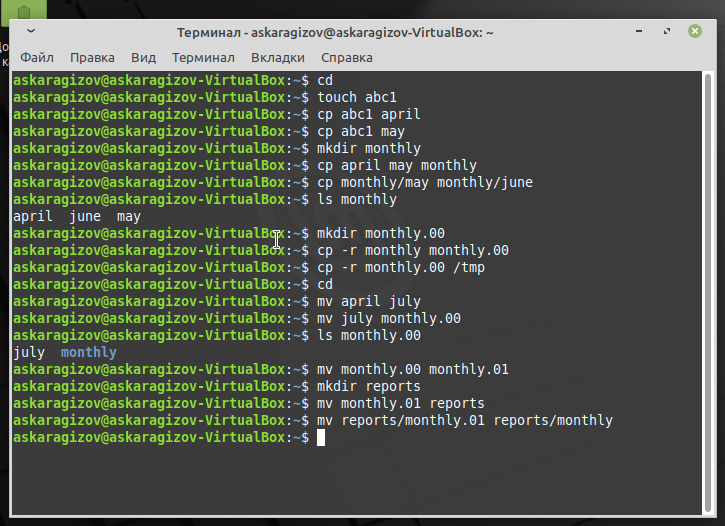 Терминал - askaragizov@askaragizov-VirtualBox: ~
Файл Правка Вид Терминал Вкладки Справка
askaragizov@askaragizov-VirtualBox:~$ cd
askaragizov@askaragizov-VirtualBox:~$ touch abc1
askaragizov@askaragizov-VirtualBox:~$ cp abc1 april
askaragizov@askaragizov-VirtualBox:~$ cp abc1 may
askaragizov@askaragizov-VirtualBox:~$ mkdir monthly
askaragizov@askaragizov-VirtualBox:~$ cp april may monthly
askaragizov@askaragizov-VirtualBox:~$ cp monthly/may monthly/june
askaragizov@askaragizov-VirtualBox:~$ ls monthly
april june may
askaragizov@askaragizov-VirtualBox:~$ mkdir monthly.00
askaragizov@askaragizov-VirtualBox:~$ cp -r monthly monthly.00
askaragizov@askaragizov-VirtualBox:~$ cp -r monthly.00 /tmp
askaragizov@askaragizov-VirtualBox:~$ cd
askaragizov@askaragizov-VirtualBox:~$ mv april july
askaragizov@askaragizov-VirtualBox:~$ mv july monthly.00
askaragizov@askaragizov-VirtualBox:~$ ls monthly.00
july monthly
askaragizov@askaragizov-VirtualBox:~$ mv monthly.00 monthly.01
askaragizov@askaragizov-VirtualBox:~$ mkdir reports
askaragizov@askaragizov-VirtualBox:~$ mv monthly.01 reports
askaragizov@askaragizov-VirtualBox:~$ mv reports/monthly.01 reports/monthly
askaragizov@askaragizov-VirtualBox:~$